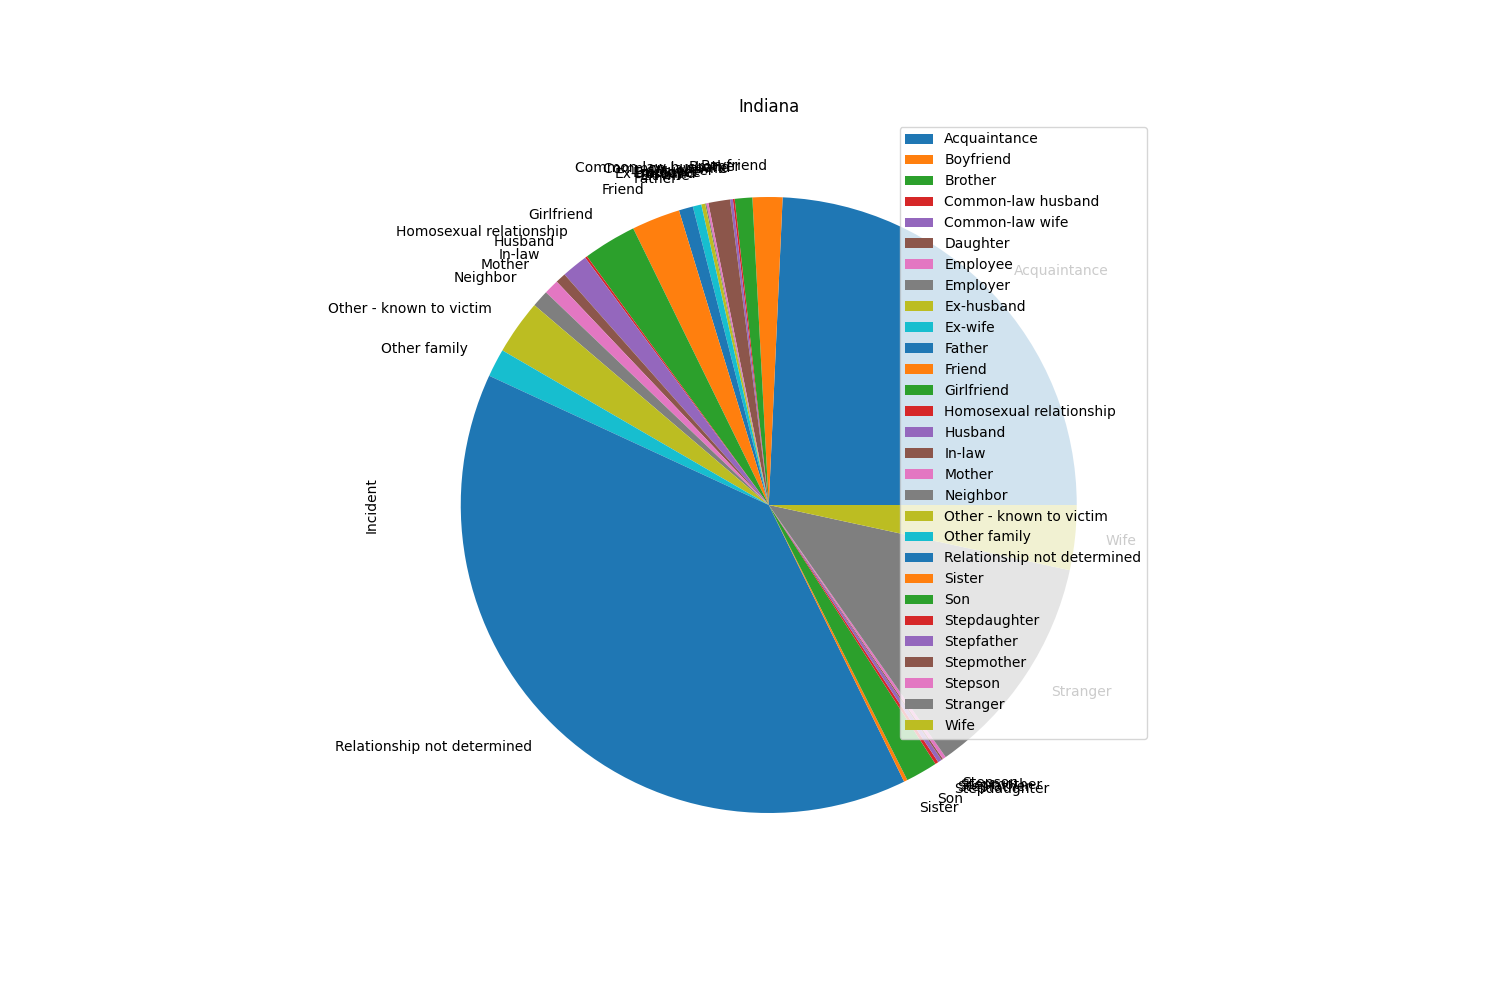 Indiana
Boyfriend
Friend
Girlfriend
Homosexual relationship
Husband
In-law
Mother
Neighbor
Other - known to victim
Other family
Incident
Relationship not determined
Sister
Son
Stepdaughter
Stepson
Stranger
Wife
Acquaintance
Acquaintance
Boyfriend
Brother
Common-law husband
Common-law wife
Daughter
Employee
Employer
Ex-husband
Ex-wife
Father
Friend
Girlfriend
Homosexual relationship
Husband
In-law
Mother
Neighbor
Other - known to victim
Other family
Relationship not determined
Sister
Son
Stepdaughter
Stepfather
Stepmother
Stepson
Stranger
Wife